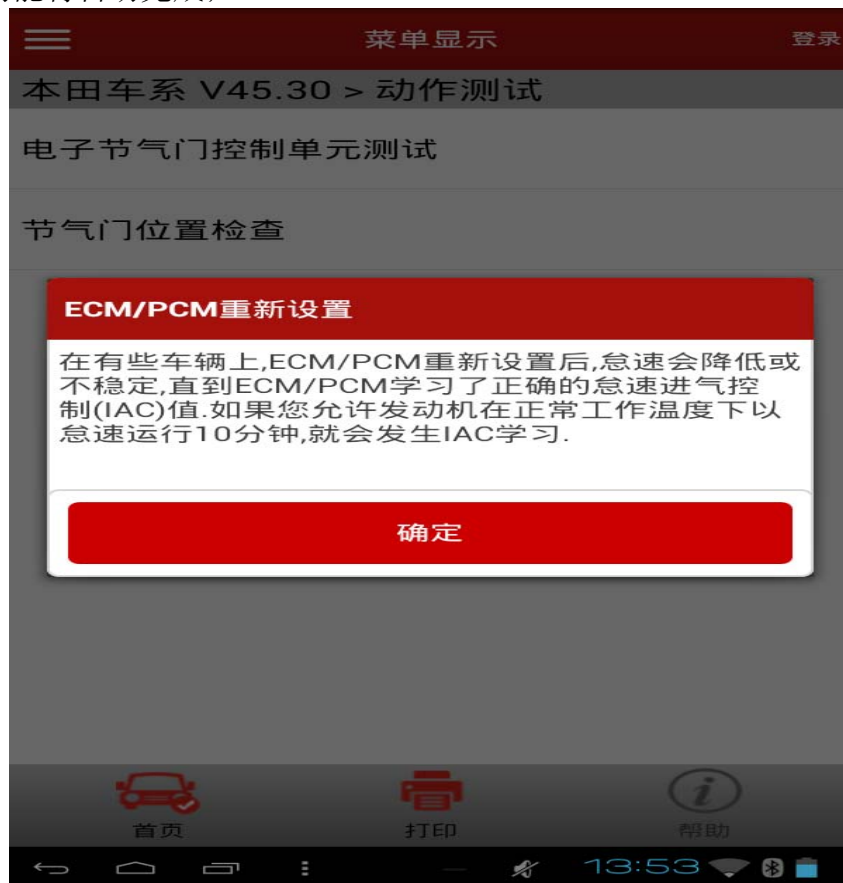 菜单显示
登录
本田车系 V45.30 > 动作测试
电子节气门控制单元测试
节气门位置检查
ECM/PCM重新设置
在有些车辆上,ECM/PCM重新设置后,怠速会降低或
不稳定,直到ECM/PCM学习了正确的怠速进气控
制(IAC)值.如果您允许发动机在正常工作温度下以
怠速运行10分钟,就会发生IAC学习.
确定
首页
打印
帮助
13:53